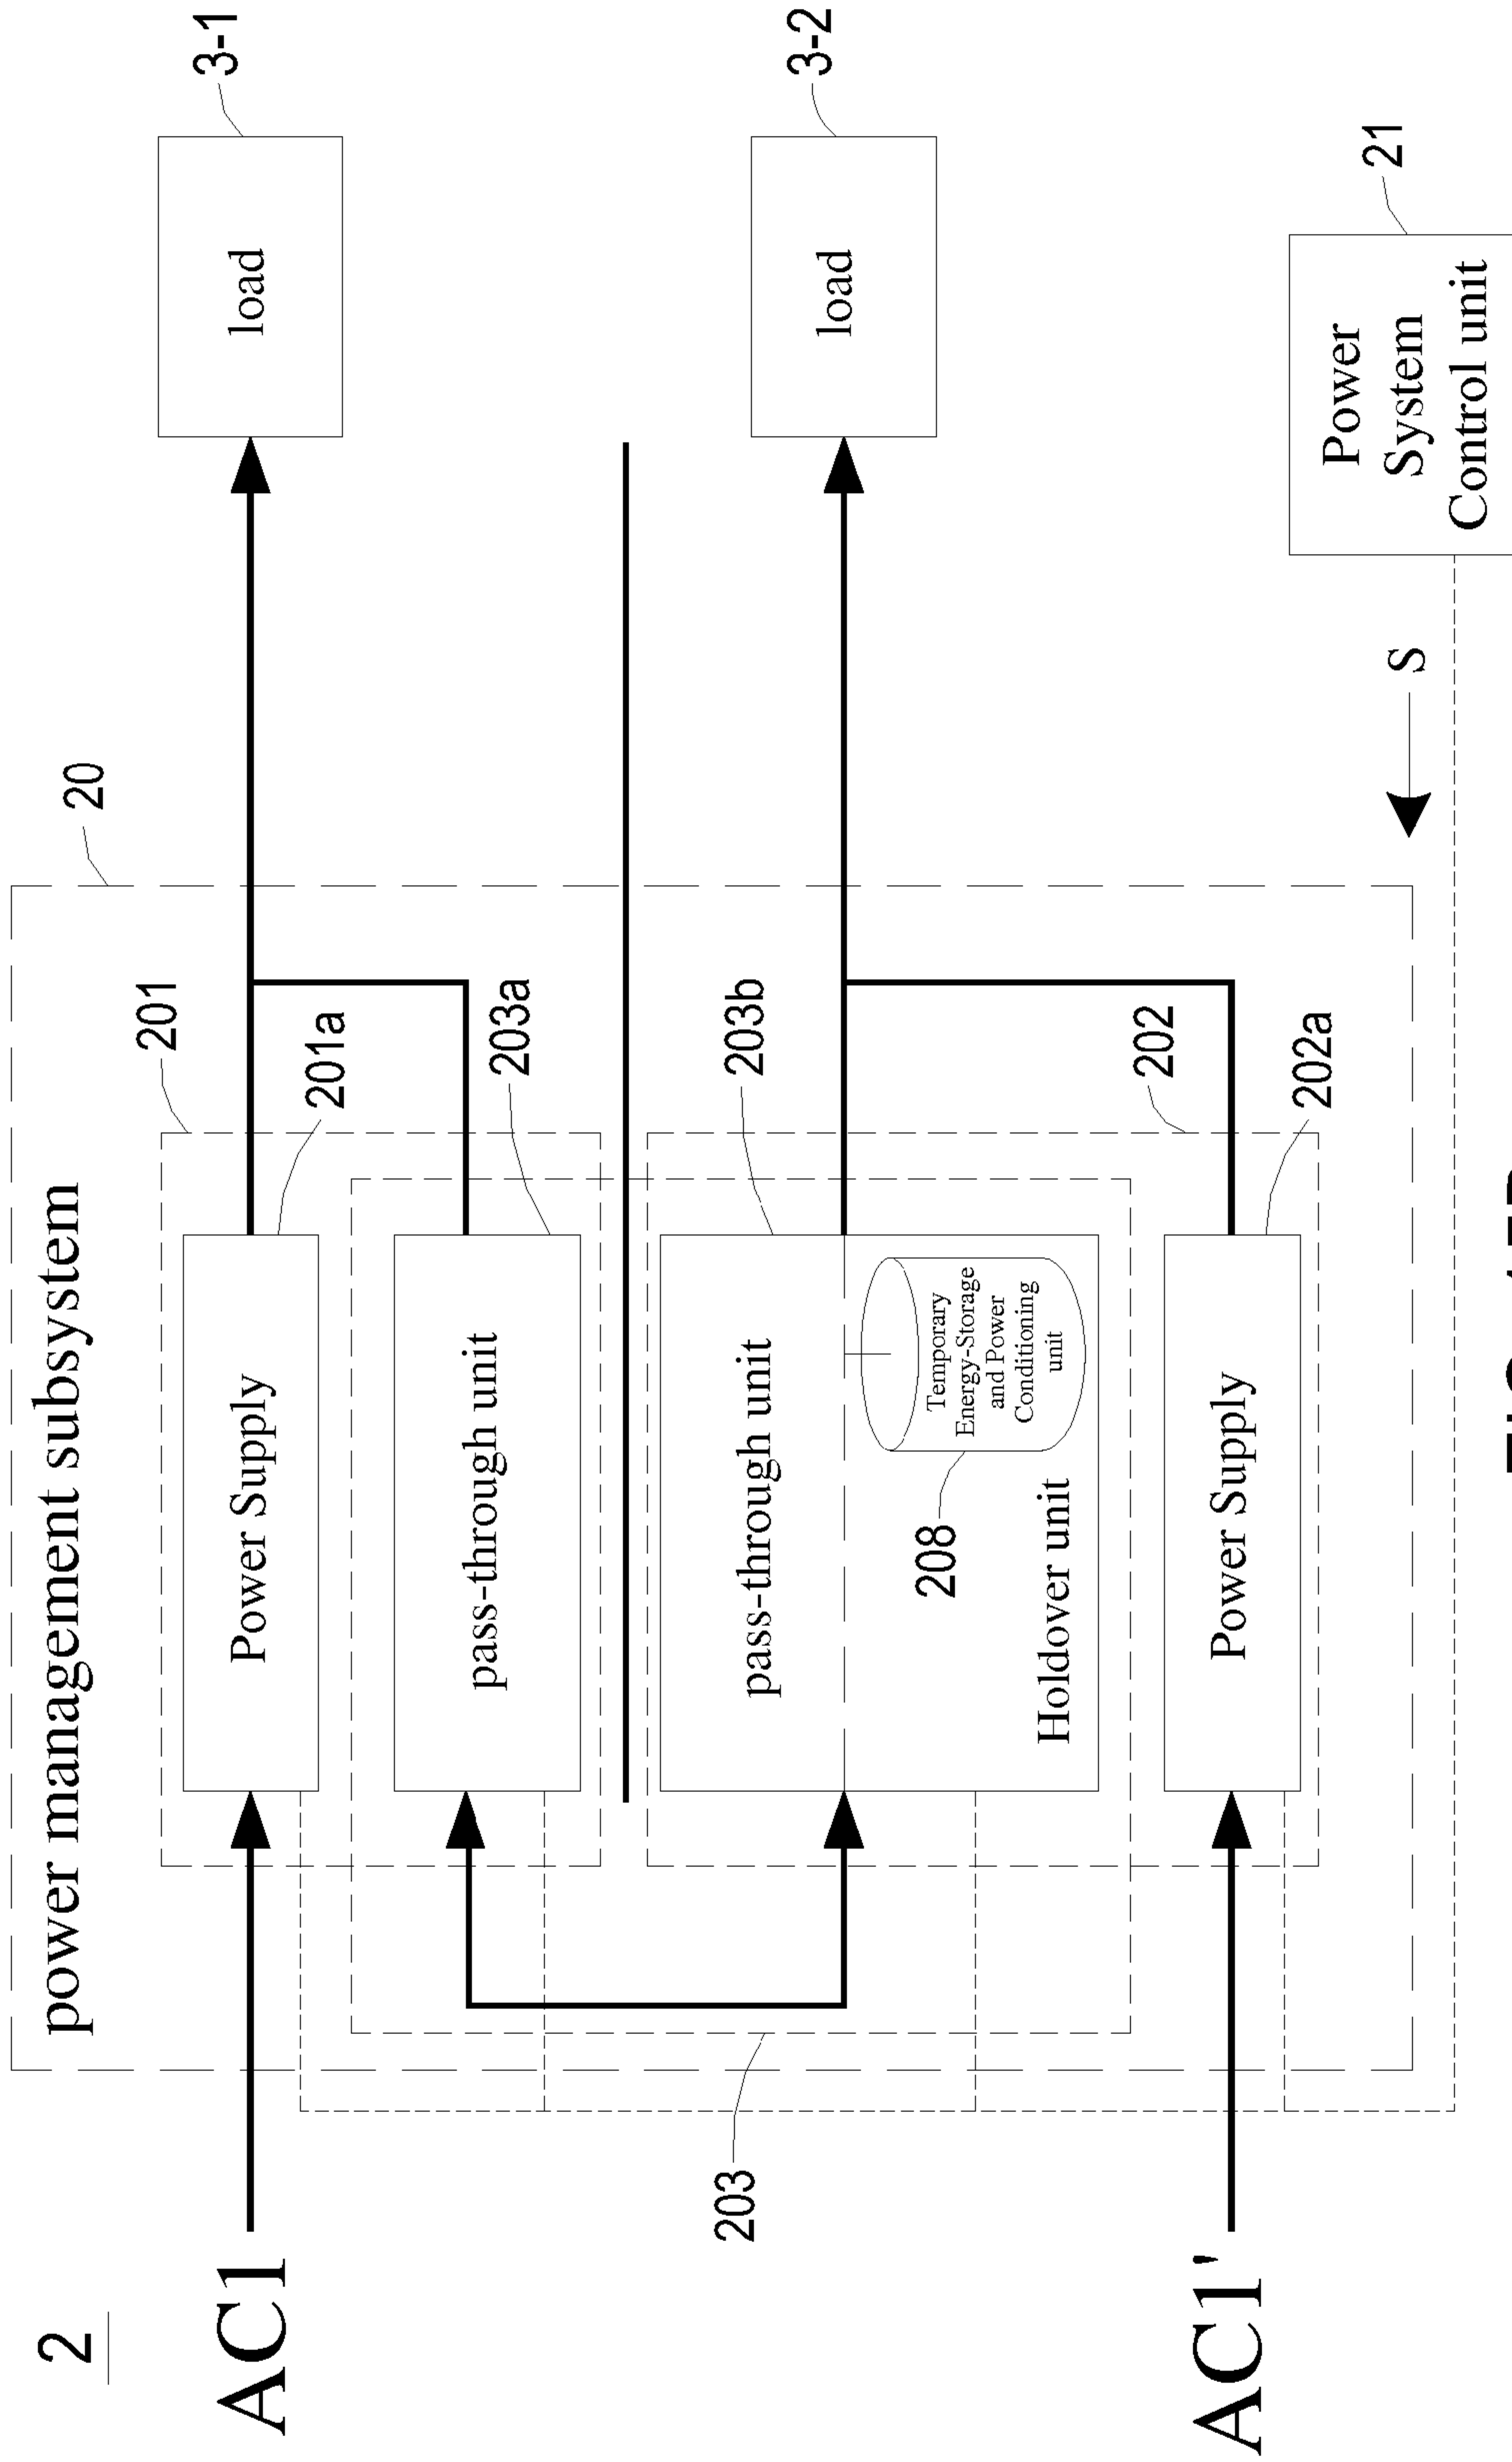 2
power management subsystem
20
AC1
Power Supply
201
201a
load
3-1
pass-through unit
203a
203
pass-through unit
203b
Temporary
Energy-Storage
and Power
Conditioning
unit
208
Holdover unit
load
3-2
AC1'
Power Supply
202
202a
S
Power
System
Control unit
21